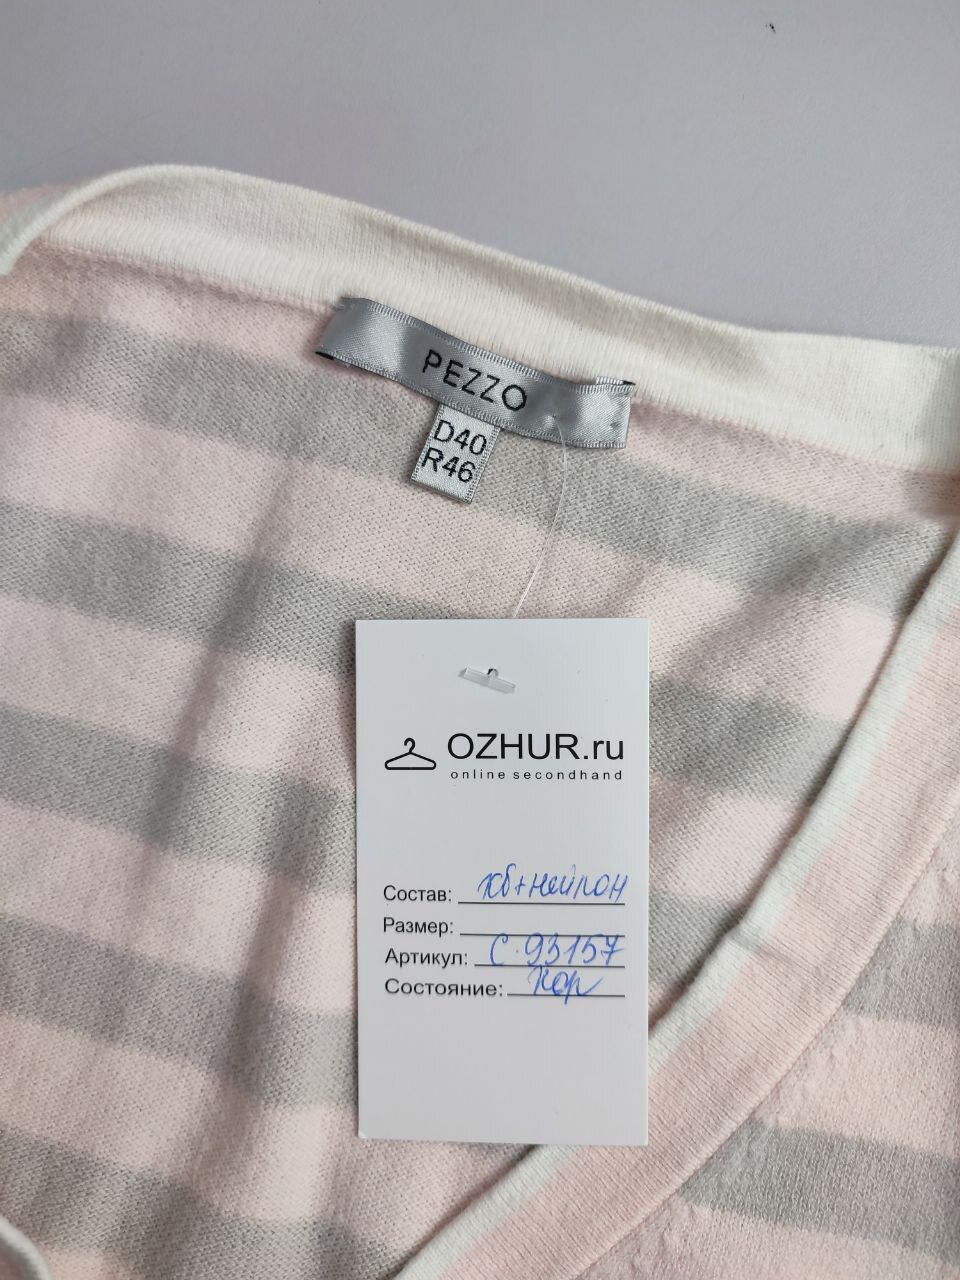 PEZZO
D40
R46
OZHUR.ru
online secondhand
Состав: хб+нейлон
Размер:
Артикул: С-93157
Состояние: хор